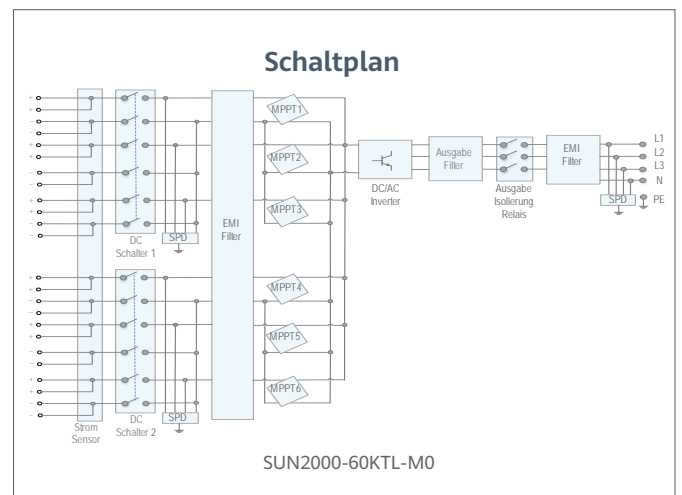 Schaltplan
+
+
−
−
+
+
−
−
+
+
−
−
DC
Schalter 1
SPD
EMI
Filter
MPPT1
MPPT2
MPPT3
DC/AC
Inverter
Ausgabe
Filter
Ausgabe
Isolierung
Relais
EMI
Filter
SPD
L1
L2
L3
N
PE
+
+
−
−
+
+
−
−
+
+
−
−
Strom
Sensor
DC
Schalter 2
SPD
MPPT4
MPPT5
MPPT6
SUN2000-60KTL-M0